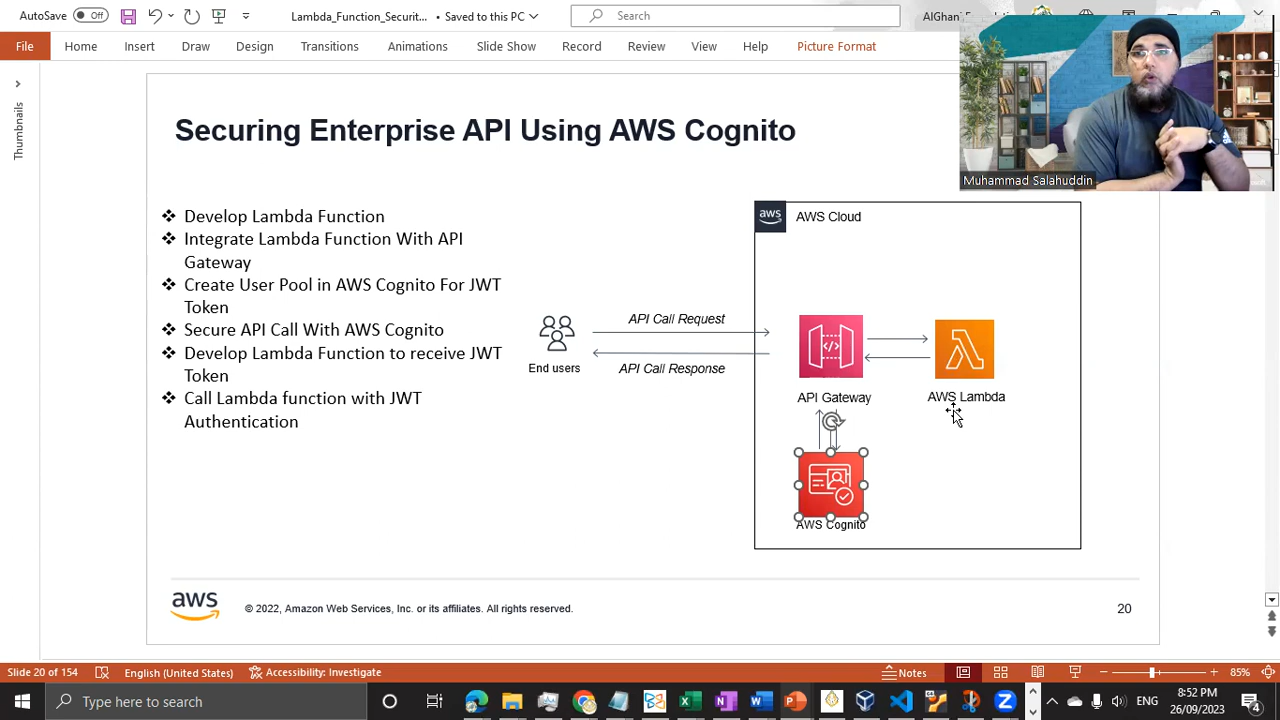 AutoSave Off Lambda_Function_Securit... • Saved to this PC Search
File Home Insert Draw Design Transitions Animations Slide Show Record Review View Help Picture Format
Muhammad Salahuddin
Thumbnails
Securing Enterprise API Using AWS Cognito
❖ Develop Lambda Function
❖ Integrate Lambda Function With API
Gateway
❖ Create User Pool in AWS Cognito For JWT
Token
❖ Secure API Call With AWS Cognito
❖ Develop Lambda Function to receive JWT
Token
❖ Call Lambda function with JWT
Authentication
aws AWS Cloud
API Call Request
End users
API Call Response
API Gateway
AWS Lambda
AWS Cognito
aws © 2022, Amazon Web Services, Inc. or its affiliates. All rights reserved. 20
Slide 20 of 154 English (United States) Accessibility: Investigate Notes 85%
Type here to search
ENG
8:52 PM
26/09/2023
4